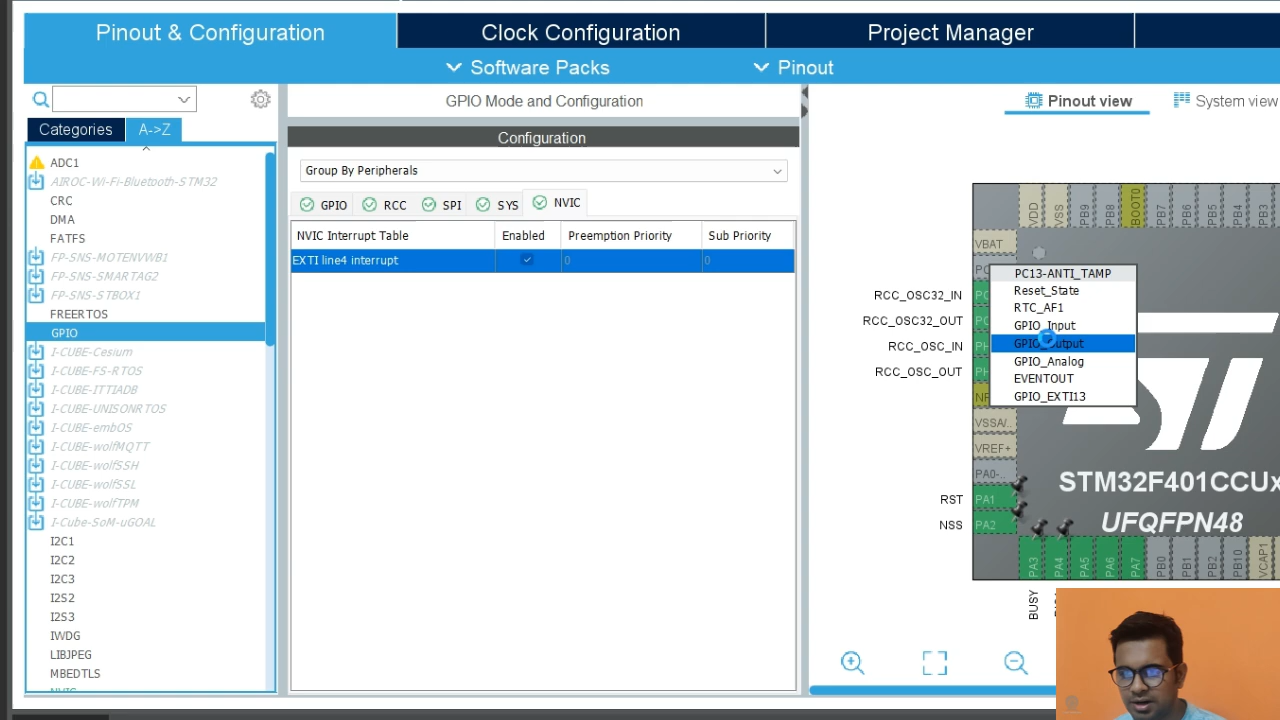 Pinout & Configuration
Clock Configuration
Project Manager
Software Packs
Pinout
Categories
A->Z
ADC1
AIROC-Wi-Fi-Bluetooth-STM32
CRC
DMA
FATFS
FP-SNS-MOTENVWB1
FP-SNS-SMARTAG2
FP-SNS-STBOX1
FREERTOS
GPIO
I-CUBE-Cesium
I-CUBE-FS-RTOS
I-CUBE-ITTIADB
I-CUBE-UNISONRTOS
I-CUBE-embOS
I-CUBE-wolfMQTT
I-CUBE-wolfSSH
I-CUBE-wolfSSL
I-CUBE-wolfTPM
I-Cube-SoM-uGOAL
I2C1
I2C2
I2C3
I2S2
I2S3
IWDG
LIBJPEG
MBEDTLS
NVIC
GPIO Mode and Configuration
Configuration
Group By Peripherals
GPIO
RCC
SPI
SYS
NVIC
NVIC Interrupt Table
Enabled
Preemption Priority
Sub Priority
EXTI line4 interrupt
0
0
Pinout view
System view
VDD
VSS
PB9
PB8
BOOT0
PB7
PB6
PB5
PB4
PB3
VBAT
PC13-ANTI_TAMP
Reset_State
RTC_AF1
GPIO_Input
GPIO_Output
GPIO_Analog
EVENTOUT
GPIO_EXTI13
RCC_OSC32_IN
RCC_OSC32_OUT
RCC_OSC_IN
RCC_OSC_OUT
VSSA/..
VREF+
PA0-..
RST
PA1
NSS
PA2
STM32F401CCUx
UFQFPN48
PA3
PA4
PA5
PA6
PA7
PB0
PB1
PB2
PB10
VCAP1
BUSY